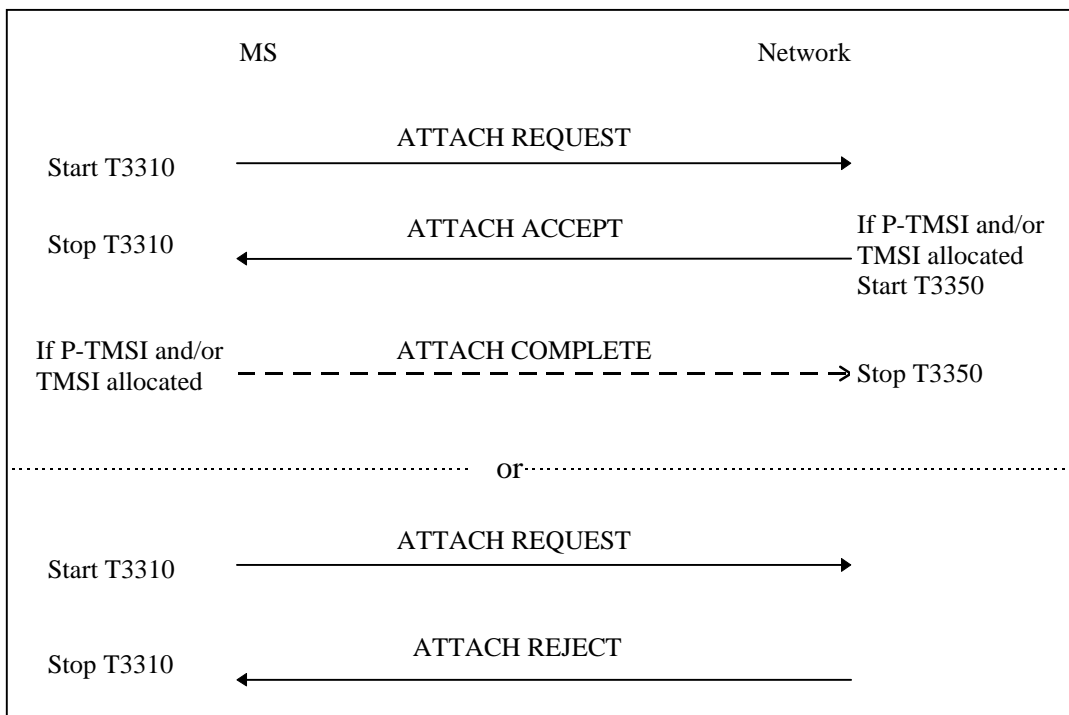 MS
Network
ATTACH REQUEST
Start T3310
ATTACH ACCEPT
Stop T3310
If P-TMSI and/or
TMSI allocated
Start T3350
If P-TMSI and/or
TMSI allocated
ATTACH COMPLETE
Stop T3350
or
ATTACH REQUEST
Start T3310
ATTACH REJECT
Stop T3310